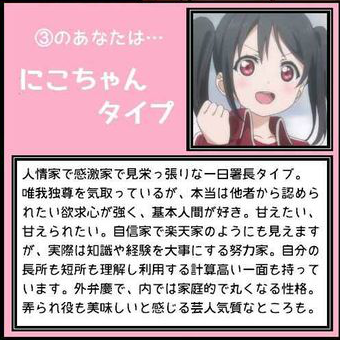 ③のあなたは…
にこちゃん
タイプ
人情家で感激家で見栄っ張りな一日署長タイプ。
唯我独尊を気取っているが、本当は他者から認めら
れたい欲求心が強く、基本人間が好き。甘えたい、
甘えられたい。自信家で楽天家のようにも見えます
が、実際は知識や経験を大事にする努力家。自分の
長所も短所も理解し利用する計算高い一面も持って
います。外弁慶で、内では家庭的で丸くなる性格。
弄られ役も美味しいと感じる芸人気質なところも。